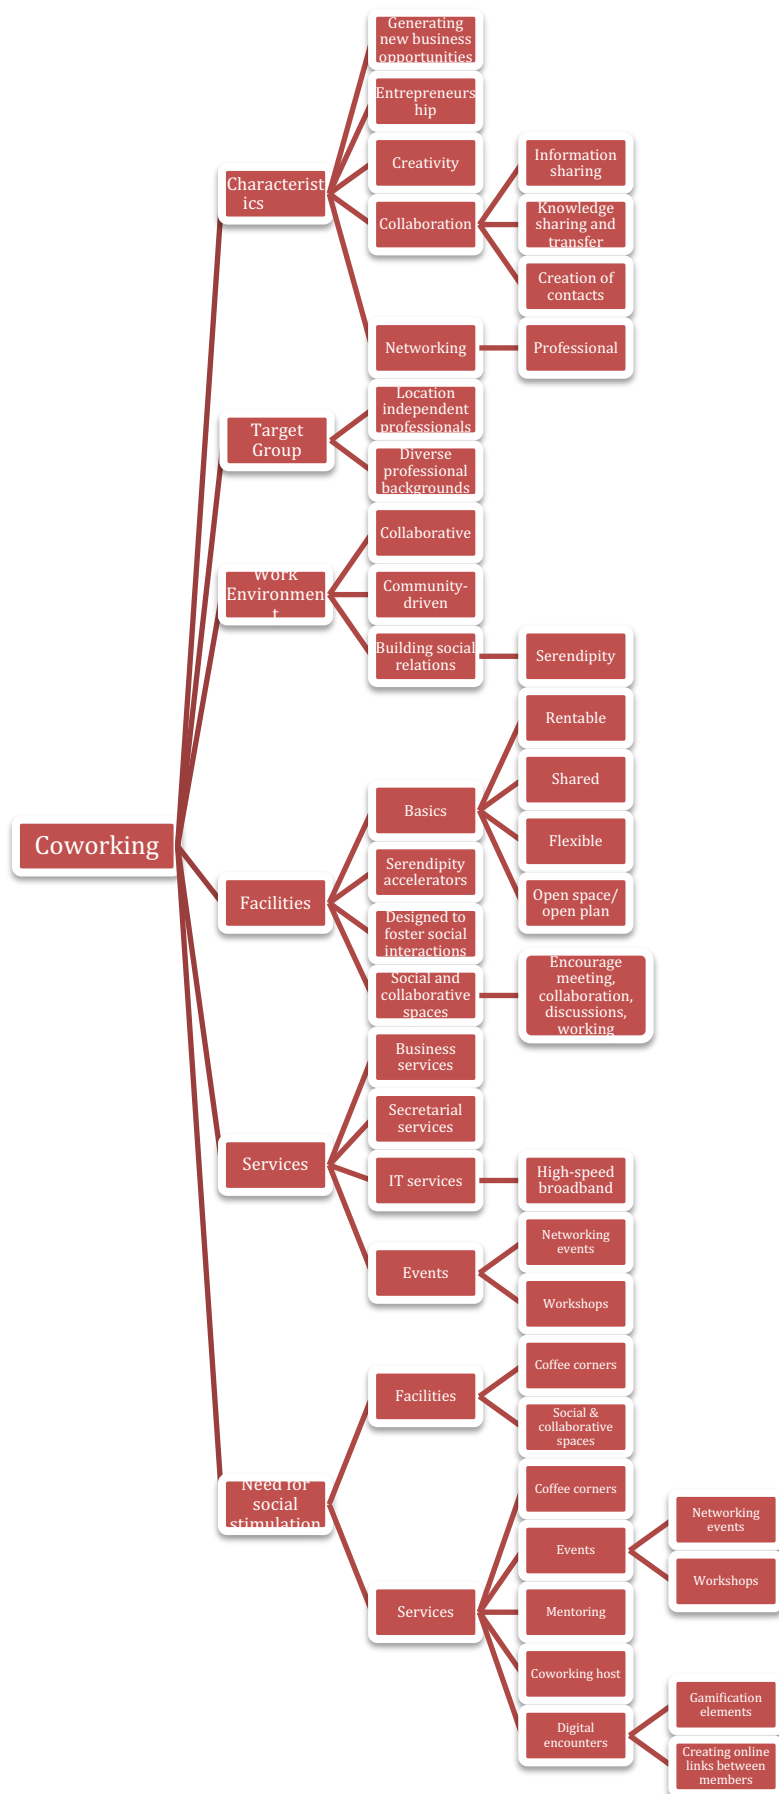 Generating
new business
opportunities
Entrepreneurs
hip
Creativity
Information
sharing
Characterist
ics
Collaboration
Knowledge
sharing and
transfer
Creation of
contacts
Networking
Professional
Location
independent
professionals
Target
Group
Diverse
professional
backgrounds
Collaborative
Work
Environmen
t
Community-
driven
Building social
relations
Serendipity
Rentable
Shared
Basics
Flexible
Coworking
Serendipity
accelerators
Open space/
open plan
Facilities
Designed to
foster social
interactions
Social and
collaborative
spaces
Encourage
meeting,
collaboration,
discussions,
working
Business
services
Secretarial
services
Services
IT services
High-speed
broadband
Events
Networking
events
Workshops
Facilities
Coffee corners
Social &
collaborative
spaces
Need for
social
stimulation
Coffee corners
Events
Networking
events
Workshops
Services
Mentoring
Coworking host
Digital
encounters
Gamification
elements
Creating online
links between
members